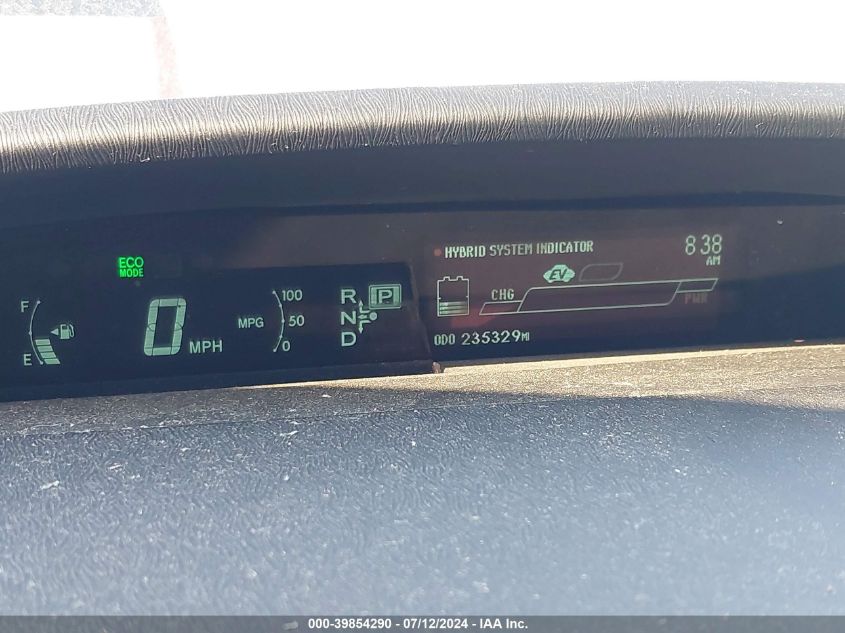 HYBRID SYSTEM INDICATOR
8:38
AM
ECO
MODE
EV
CHG
PWR
F
E
0 MPH
MPG
100
50
0
R
P
N
D
ODO 235329MI
000-39854290 - 07/12/2024 - IAA Inc.